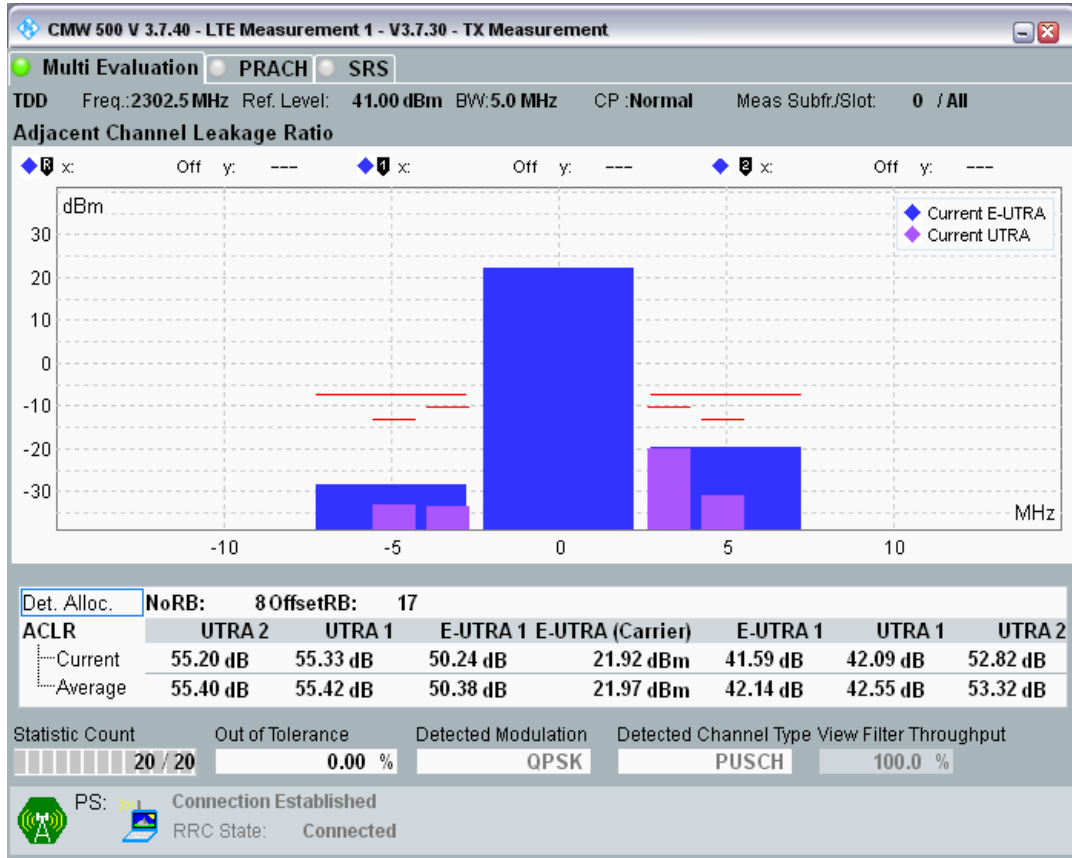 CMW 500 V 3.7.40 - LTE Measurement 1 - V3.7.30 - TX Measurement
Multi Evaluation PRACH SRS
TDD Freq.:2302.5 MHz Ref. Level: 41.00 dBm BW:5.0 MHz CP :Normal Meas Subfr./Slot: 0 / All
Adjacent Channel Leakage Ratio
R x: Off y: --- 1 x: Off y: --- 2 x: Off y: ---
dBm
Current E-UTRA
Current UTRA
30
20
10
0
-10
-20
-30
MHz
-10 -5 0 5 10
Det. Alloc. NoRB: 8 OffsetRB: 17
ACLR UTRA 2 UTRA 1 E-UTRA 1 E-UTRA (Carrier) E-UTRA 1 UTRA 1 UTRA 2
Current 55.20 dB 55.33 dB 50.24 dB 21.92 dBm 41.59 dB 42.09 dB 52.82 dB
Average 55.40 dB 55.42 dB 50.38 dB 21.97 dBm 42.14 dB 42.55 dB 53.32 dB
Statistic Count Out of Tolerance Detected Modulation Detected Channel Type View Filter Throughput
20 / 20 0.00 % QPSK PUSCH 100.0 %
PS: Connection Established
RRC State: Connected